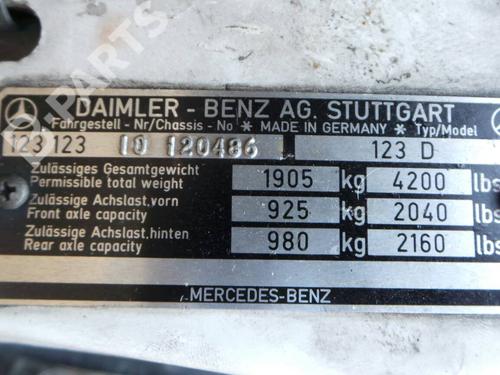 B-PARTS
DAIMLER - BENZ AG. STUTTGART
Fahrgestell - Nr/Chassis - No * MADE IN GERMANY * Typ/Model
123 123 10 120486 123 D
Zulässiges Gesamtgewicht
Permissible total weight 1905 kg 4200 lbs
Zulässige Achslast,vorn
Front axle capacity 925 kg 2040 lbs
Zulässige Achslast,hinten
Rear axle capacity 980 kg 2160 lbs
MERCEDES-BENZ